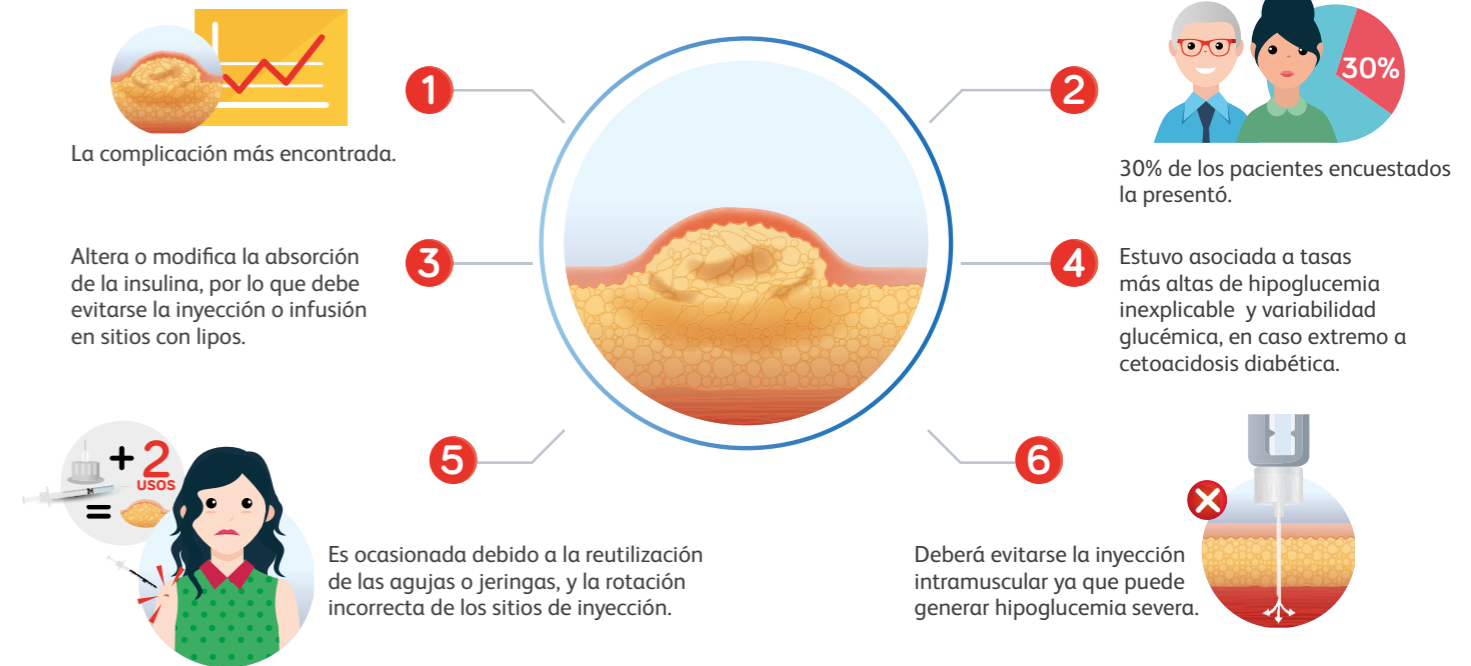 1
La complicación más encontrada.
2
30%
30% de los pacientes encuestados
la presentó.
3
Altera o modifica la absorción
de la insulina, por lo que debe
evitarse la inyección o infusión
en sitios con lipos.
4
Estuvo asociada a tasas
más altas de hipoglucemia
inexplicable y variabilidad
glucémica, en caso extremo a
cetoacidosis diabética.
5
+ 2
USOS
=
Es ocasionada debido a la reutilización
de las agujas o jeringas, y la rotación
incorrecta de los sitios de inyección.
6
Deberá evitarse la inyección
intramuscular ya que puede
generar hipoglucemia severa.